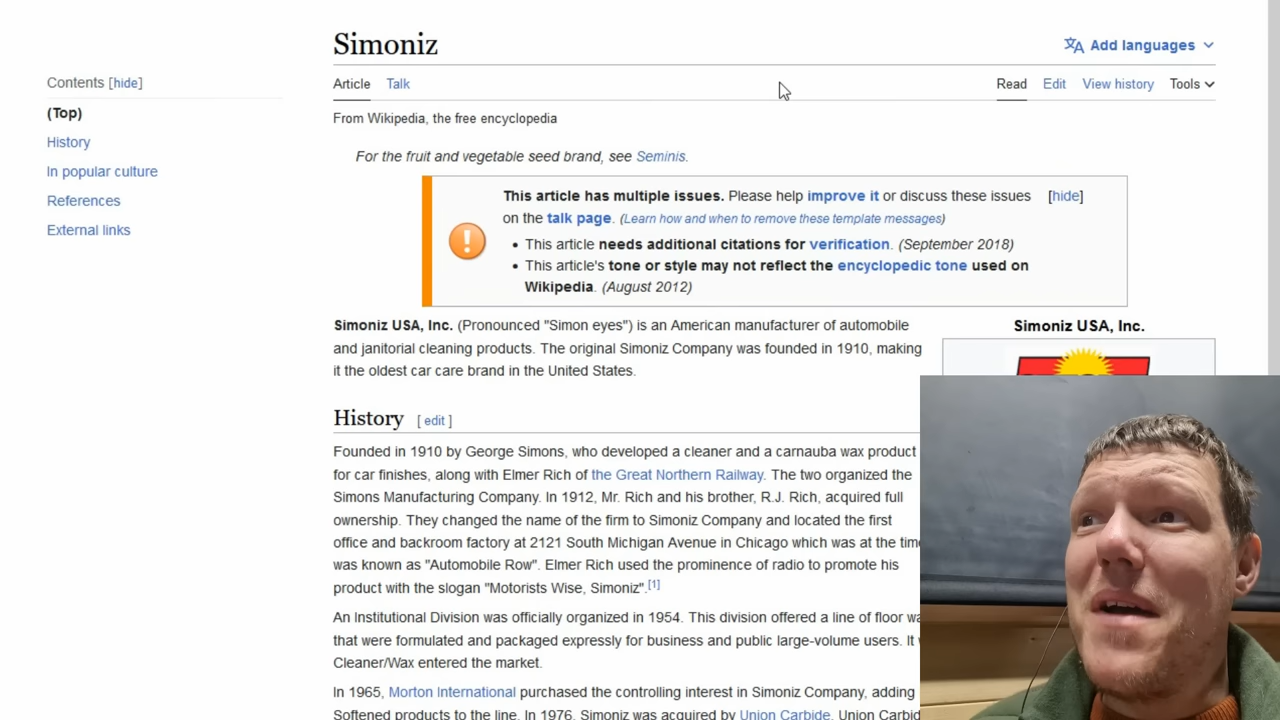 Simoniz
Add languages
Contents [hide]
Article Talk
Read Edit View history Tools
(Top)
From Wikipedia, the free encyclopedia
History
For the fruit and vegetable seed brand, see Seminis.
In popular culture
This article has multiple issues. Please help improve it or discuss these issues [hide]
References
on the talk page. (Learn how and when to remove these template messages)
External links
• This article needs additional citations for verification. (September 2018)
• This article's tone or style may not reflect the encyclopedic tone used on
Wikipedia. (August 2012)
Simoniz USA, Inc. (Pronounced "Simon eyes") is an American manufacturer of automobile
and janitorial cleaning products. The original Simoniz Company was founded in 1910, making
it the oldest car care brand in the United States.
Simoniz USA, Inc.
History [ edit ]
Founded in 1910 by George Simons, who developed a cleaner and a carnauba wax product
for car finishes, along with Elmer Rich of the Great Northern Railway. The two organized the
Simons Manufacturing Company. In 1912, Mr. Rich and his brother, R.J. Rich, acquired full
ownership. They changed the name of the firm to Simoniz Company and located the first
office and backroom factory at 2121 South Michigan Avenue in Chicago which was at the
was known as "Automobile Row". Elmer Rich used the prominence of radio to promote his
product with the slogan "Motorists Wise, Simoniz".[1]
An Institutional Division was officially organized in 1954. This division offered a line of floor
that were formulated and packaged expressly for business and public large-volume users. It
Cleaner/Wax entered the market.
In 1965, Morton International purchased the controlling interest in Simoniz Company, adding
Softened products to the line. In 1976, Simoniz was acquired by Union Carbide. Union